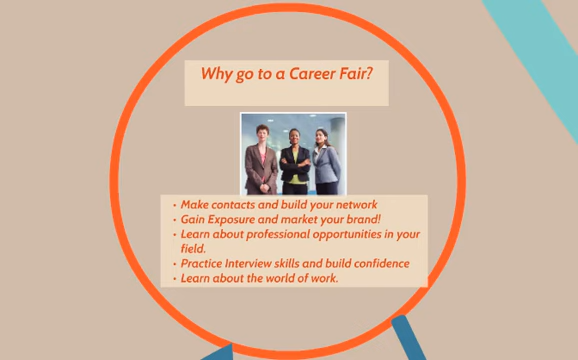 Why go to a Career Fair?
• Make contacts and build your network
• Gain Exposure and market your brand!
• Learn about professional opportunities in your
field.
• Practice Interview skills and build confidence
• Learn about the world of work.